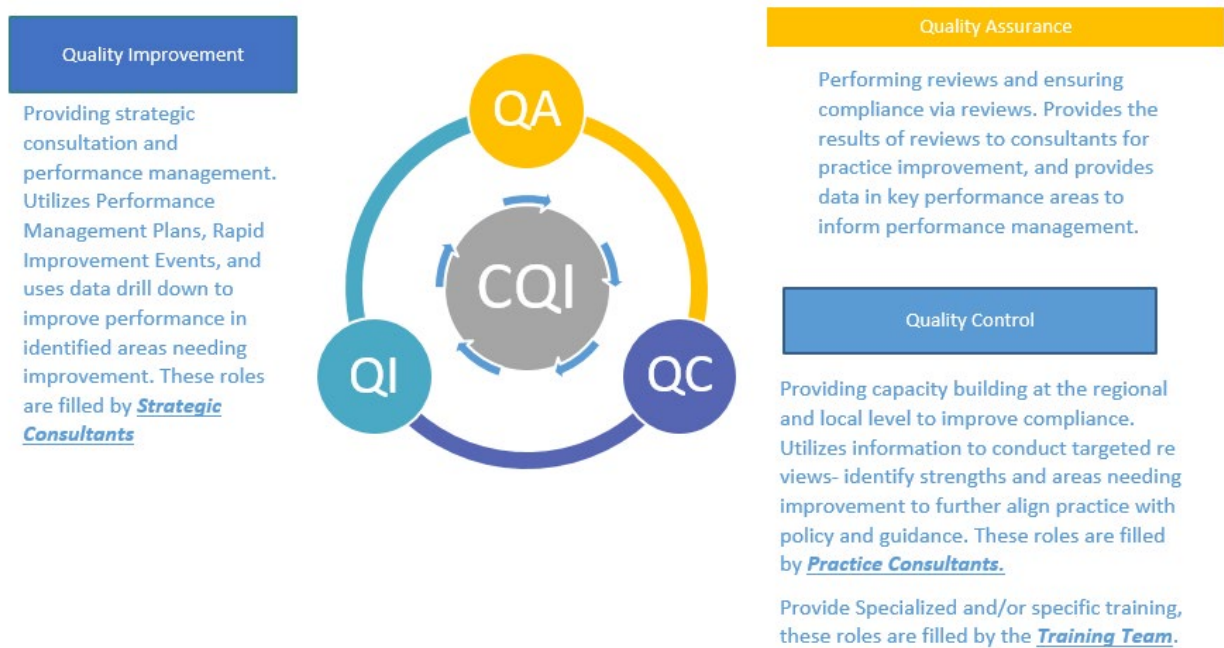 Quality Improvement
Providing strategic
consultation and
performance management.
Utilizes Performance
Management Plans, Rapid
Improvement Events, and
uses data drill down to
improve performance in
identified areas needing
improvement. These roles
are filled by Strategic
Consultants
QA
CQI
QI
QC
Quality Assurance
Performing reviews and ensuring
compliance via reviews. Provides the
results of reviews to consultants for
practice improvement, and provides
data in key performance areas to
inform performance management.
Quality Control
Providing capacity building at the regional
and local level to improve compliance.
Utilizes information to conduct targeted re
views- identify strengths and areas needing
improvement to further align practice with
policy and guidance. These roles are filled
by Practice Consultants.
Provide Specialized and/or specific training,
these roles are filled by the Training Team.